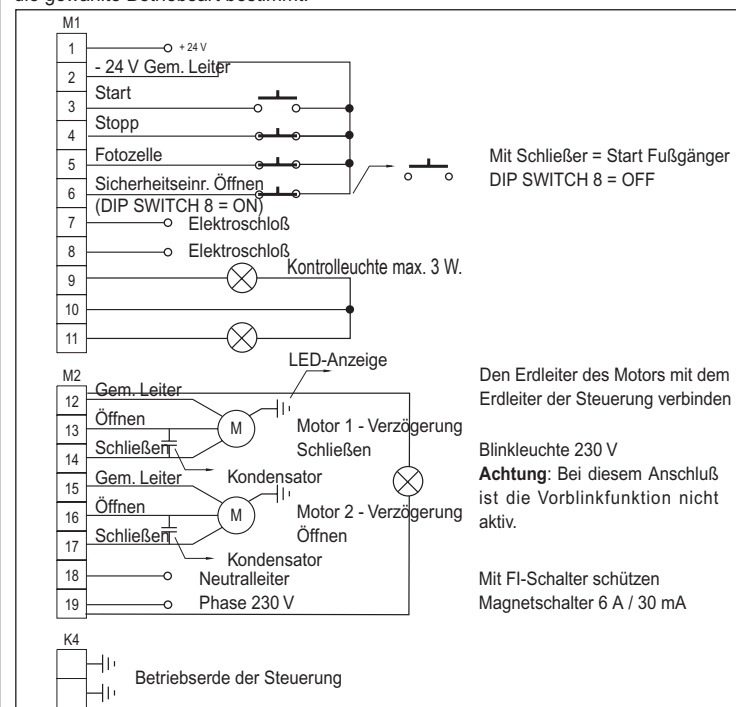 die gewählte Betriebsart bestimmt.
M1
1
+ 24 V
2
- 24 V Gem. Leiter
3
Start
4
Stopp
5
Fotozelle
6
Sicherheitseinr. Öffnen
(DIP SWITCH 8 = ON)
Mit Schließer = Start Fußgänger
DIP SWITCH 8 = OFF
7
Elektroschloß
8
Elektroschloß
9
Kontrolleuchte max. 3 W.
10
11
LED-Anzeige
M2
12
Gem. Leiter
13
Öffnen
14
Schließen
M
Motor 1 - Verzögerung
Schließen
Kondensator
Den Erdleiter des Motors mit dem
Erdleiter der Steuerung verbinden
15
Gem. Leiter
16
Öffnen
17
Schließen
M
Motor 2 - Verzögerung
Öffnen
Kondensator
Blinkleuchte 230 V
Achtung: Bei diesem Anschluß
ist die Vorblinkfunktion nicht
aktiv.
18
Neutralleiter
19
Phase 230 V
Mit FI-Schalter schützen
Magnetschalter 6 A / 30 mA
K4
Betriebserde der Steuerung